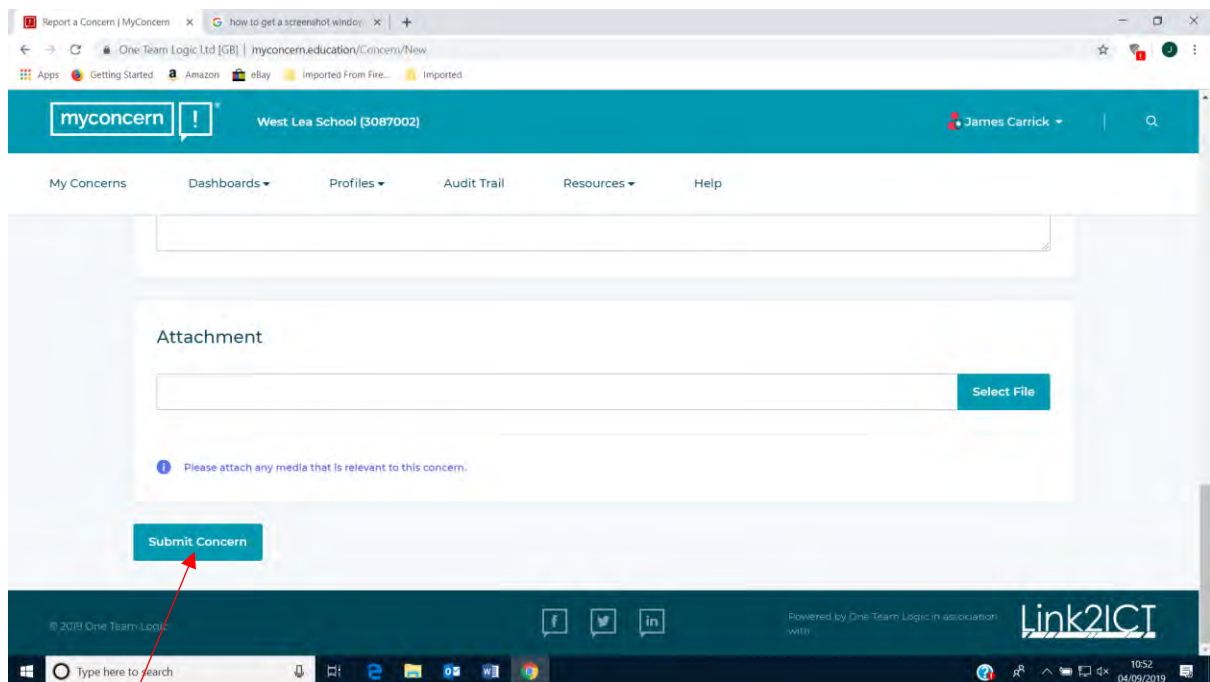 Report a Concern | MyConcern
how to get a screenshot window
One Team Logic Ltd [GB] | myconcern.education/Concern/New
Apps Getting Started Amazon eBay Imported From Fire... Imported
myconcern ! West Lea School (3087002) James Carrick
My Concerns Dashboards Profiles Audit Trail Resources Help
Attachment
Select File
Please attach any media that is relevant to this concern.
Submit Concern
© 2019 One Team Logic
Powered by One Team Logic in association
with
Link2ICT
Type here to search
10:52
04/09/2019